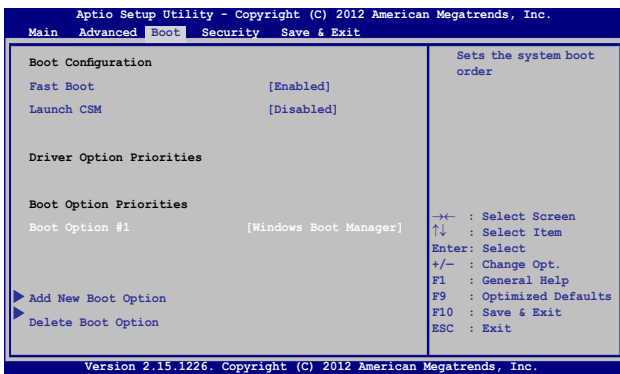 Aptio Setup Utility - Copyright (C) 2012 American Megatrends, Inc.
Main Advanced Boot Security Save & Exit
Boot Configuration
Fast Boot [Enabled]
Launch CSM [Disabled]
Driver Option Priorities
Boot Option Priorities
Boot Option #1 [Windows Boot Manager]
Add New Boot Option
Delete Boot Option
Sets the system boot
order
→← : Select Screen
↑↓ : Select Item
Enter: Select
+/— : Change Opt.
F1 : General Help
F9 : Optimized Defaults
F10 : Save & Exit
ESC : Exit
Version 2.15.1226. Copyright (C) 2012 American Megatrends, Inc.